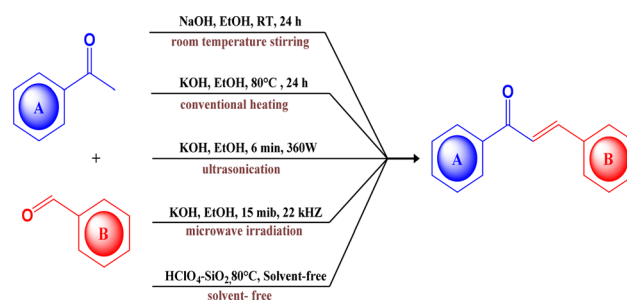 NaOH, EtOH, RT, 24 h
room temperature stirring
O
A
KOH, EtOH, 80°C , 24 h
conventional heating
+
KOH, EtOH, 6 min, 360W
ultrasonication
O
A
B
O
B
KOH, EtOH, 15 mib, 22 kHZ
microwave irradiation
HClO4-SiO2,80°C, Solvent-free
solvent- free